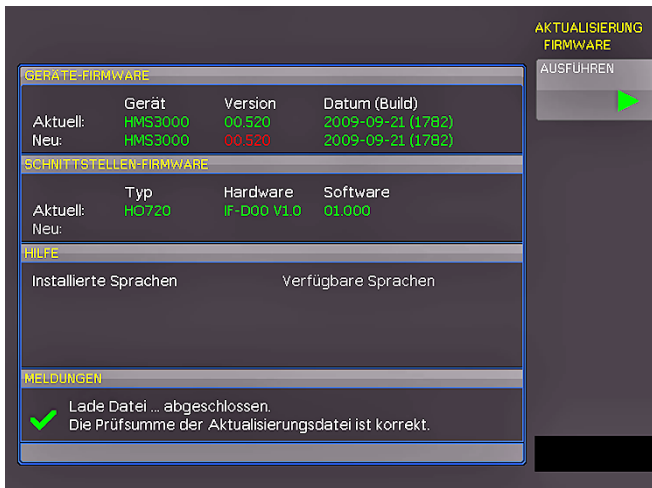 AKTUALISIERUNG
FIRMWARE
AUSFÜHREN
GERÄTE-FIRMWARE
Gerät Version Datum (Build)
Aktuell: HMS3000 00.520 2009-09-21 (1782)
Neu: HMS3000 00.520 2009-09-21 (1782)
SCHNITTSTELLEN-FIRMWARE
Typ Hardware Software
Aktuell: HO720 IF-D00 V1.0 01.000
Neu:
HILFE
Installierte Sprachen Verfügbare Sprachen
MELDUNGEN
Lade Datei ... abgeschlossen.
Die Prüfsumme der Aktualisierungsdatei ist korrekt.